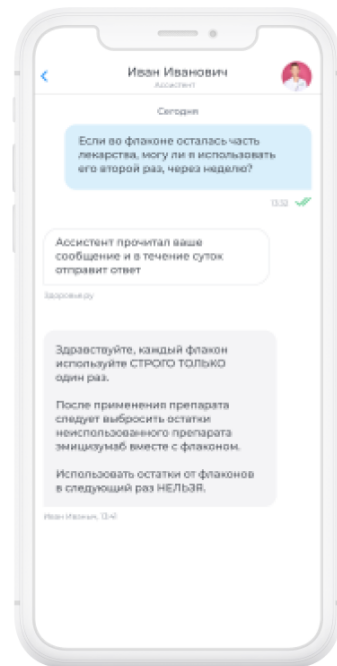 Иван Иванович
Ассистент
Сегодня
Если во флаконе осталась часть
лекарства, могу ли я использовать
его второй раз, через неделю?
13:32
Ассистент прочитал ваше
сообщение и в течение суток
отправит ответ
Здоровье.ру
Здравствуйте, каждый флакон
используйте СТРОГО ТОЛЬКО
один раз.
После применения препарата
следует выбросить остатки
неиспользованного препарата
эмицизумаб вместе с флаконом.
Использовать остатки от флаконов
в следующий раз НЕЛЬЗЯ.
Иван Иваныч, 13:41